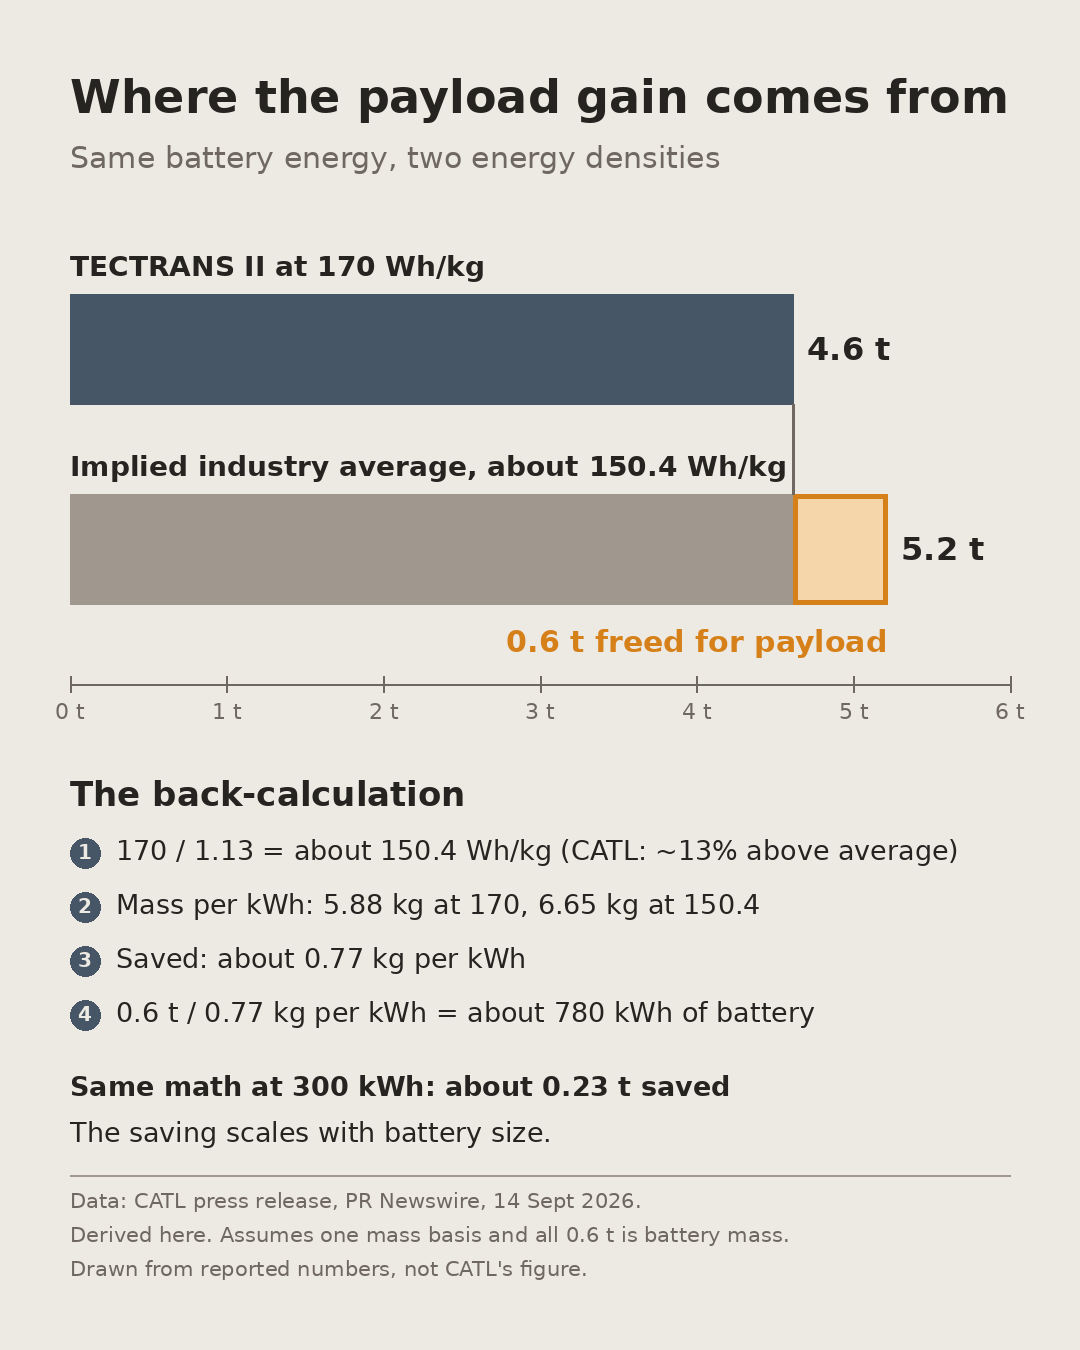 Where the payload gain comes from
Same battery energy, two energy densities
TECTRANS II at 170 Wh/kg
4.6 t
Implied industry average, about 150.4 Wh/kg
5.2 t
0.6 t freed for payload
0 t 1 t 2 t 3 t 4 t 5 t 6 t
The back-calculation
1 170 / 1.13 = about 150.4 Wh/kg (CATL: ~13% above average)
2 Mass per kWh: 5.88 kg at 170, 6.65 kg at 150.4
3 Saved: about 0.77 kg per kWh
4 0.6 t / 0.77 kg per kWh = about 780 kWh of battery
Same math at 300 kWh: about 0.23 t saved
The saving scales with battery size.
Data: CATL press release, PR Newswire, 14 Sept 2026.
Derived here. Assumes one mass basis and all 0.6 t is battery mass.
Drawn from reported numbers, not CATL's figure.